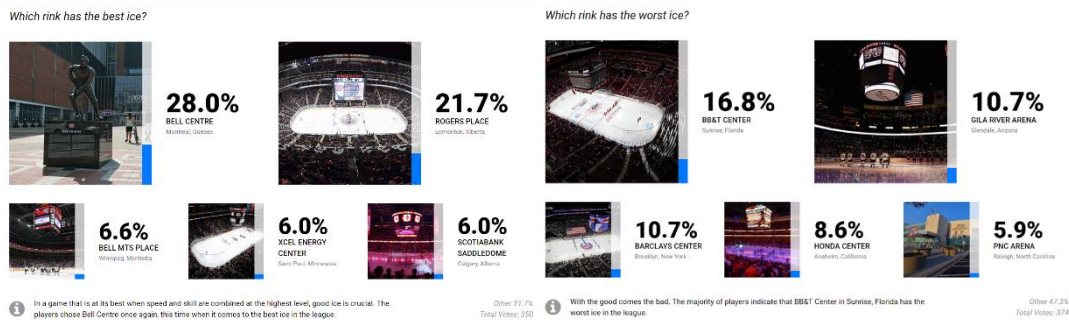 Which rink has the best ice?
28.0%
BELL CENTRE
Montreal, Quebec
21.7%
ROGERS PLACE
Edmonton, Alberta
6.6%
BELL MTS PLACE
Winnipeg, Manitoba
6.0%
XCEL ENERGY
CENTER
Saint Paul, Minnesota
6.0%
SCOTIABANK
SADDLEDOME
Calgary, Alberta
In a game that is at its best when speed and skill are combined at the highest level, good ice is crucial. The
players chose Bell Centre once again, this time when it comes to the best ice in the league.
Other 31.7%
Total Votes: 350
Which rink has the worst ice?
16.8%
BB&T CENTER
Sunrise, Florida
10.7%
GILA RIVER ARENA
Glendale, Arizona
10.7%
BARCLAYS CENTER
Brooklyn, New York
8.6%
HONDA CENTER
Anaheim, California
5.9%
PNC ARENA
Raleigh, North Carolina
With the good comes the bad. The majority of players indicate that BB&T Center in Sunrise, Florida has the
worst ice in the league.
Other 47.3%
Total Votes: 374